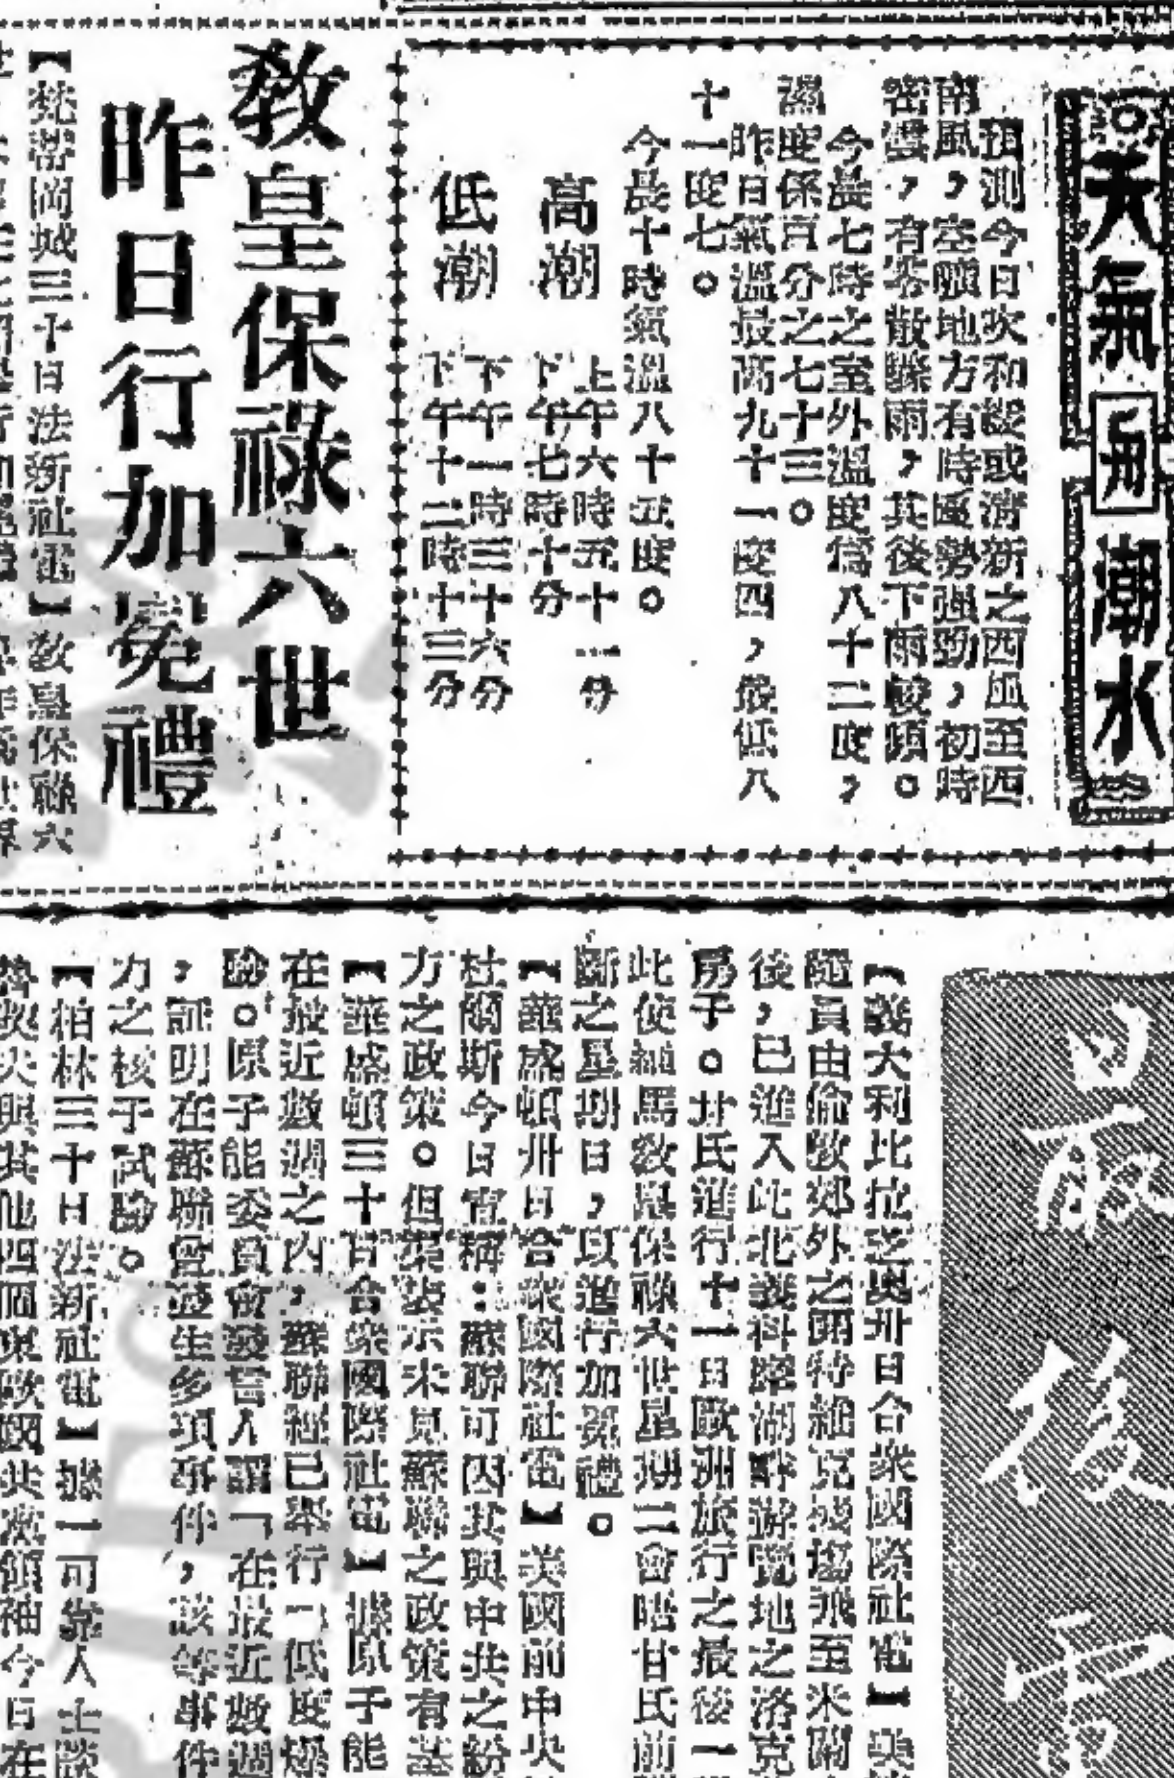 天氣
潮水
預測今日吹和緩或清新之西風至西
南風，空曠地方有時風勢强勁，初時
密雲，有零散驟雨，其後下雨較頻。
今晨七時之室外溫度為八十二度，
濕度係百分之七十三。
昨日氣溫最高九十一度四，最低八
十一度七。
今晨十時氣溫八十五度。
高潮 上午六時五十一分
下午七時十分
低潮 下午一時三十六分
下午十二時十三分
教皇保祿六世
昨日行加冕禮
【梵蒂岡城三十日法新社電】教皇保祿六
後
【義大利比拉芝奧卅日合衆國際社電】美
隨員由倫敦郊外之 特維克 塲飛至米蘭
後，已進入此北義科摩湖畔游覽地之洛克
房子。甘氏進行十一日歐洲旅行之最後一
此使羅馬教皇保祿六世星期二會晤甘氏前
斷之星期日，以進行加冕禮。
【華盛頓卅日合衆國際社電】美國前中央
杜爾斯今日宣稱：蘇聯可因其與中共之紛
方之政策。但渠表示未見蘇聯之政策有基
【華盛頓三十日合衆國際社電】據原子能
在最近數週之內，蘇聯經已舉行「低度爆
驗。原子能委員會發言人謂「在最近數週
，証明在蘇聯曾發生多項事件，該等事件
力之核子試驗。
【柏林三十日法新社電】據一可靠人士談
魯曉夫與其他四個東歐國共黨領袖今日在